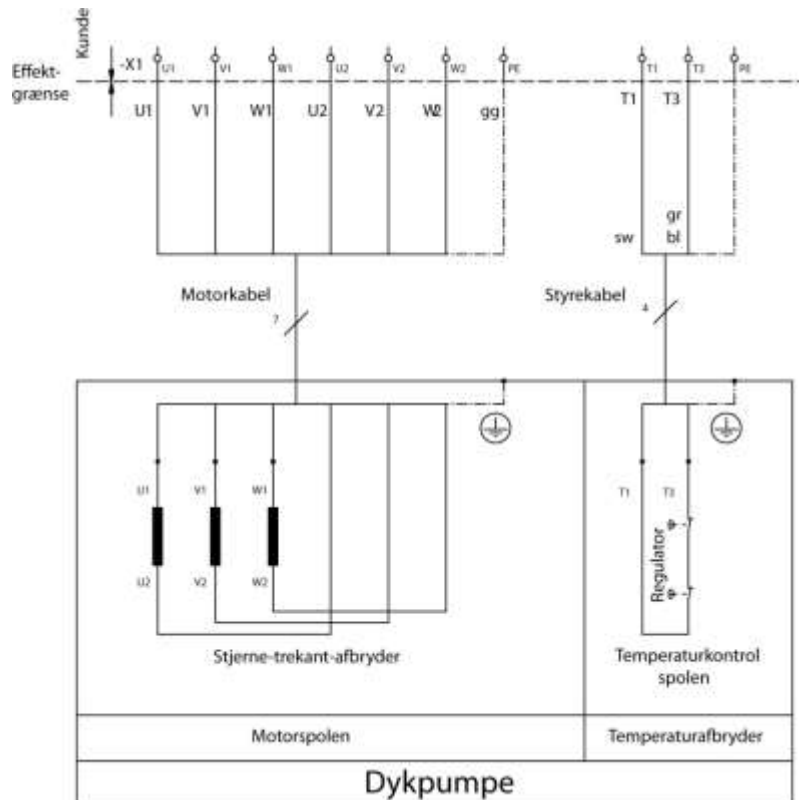 Kunde
Effekt-
grænse
-X1 U1 V1 W1 U2 V2 W2 PE T1 T3 PE
U1 V1 W1 U2 V2 W2 gg T1 T3
gr
sw bl
Motorkabel Styrekabel
7 4
U1 V1 W1 T1 T3
Regulator
U2 V2 W2
Stjerne-trekant-afbryder Temperaturkontrol
spolen
Motorspolen Temperaturafbryder
Dykpumpe